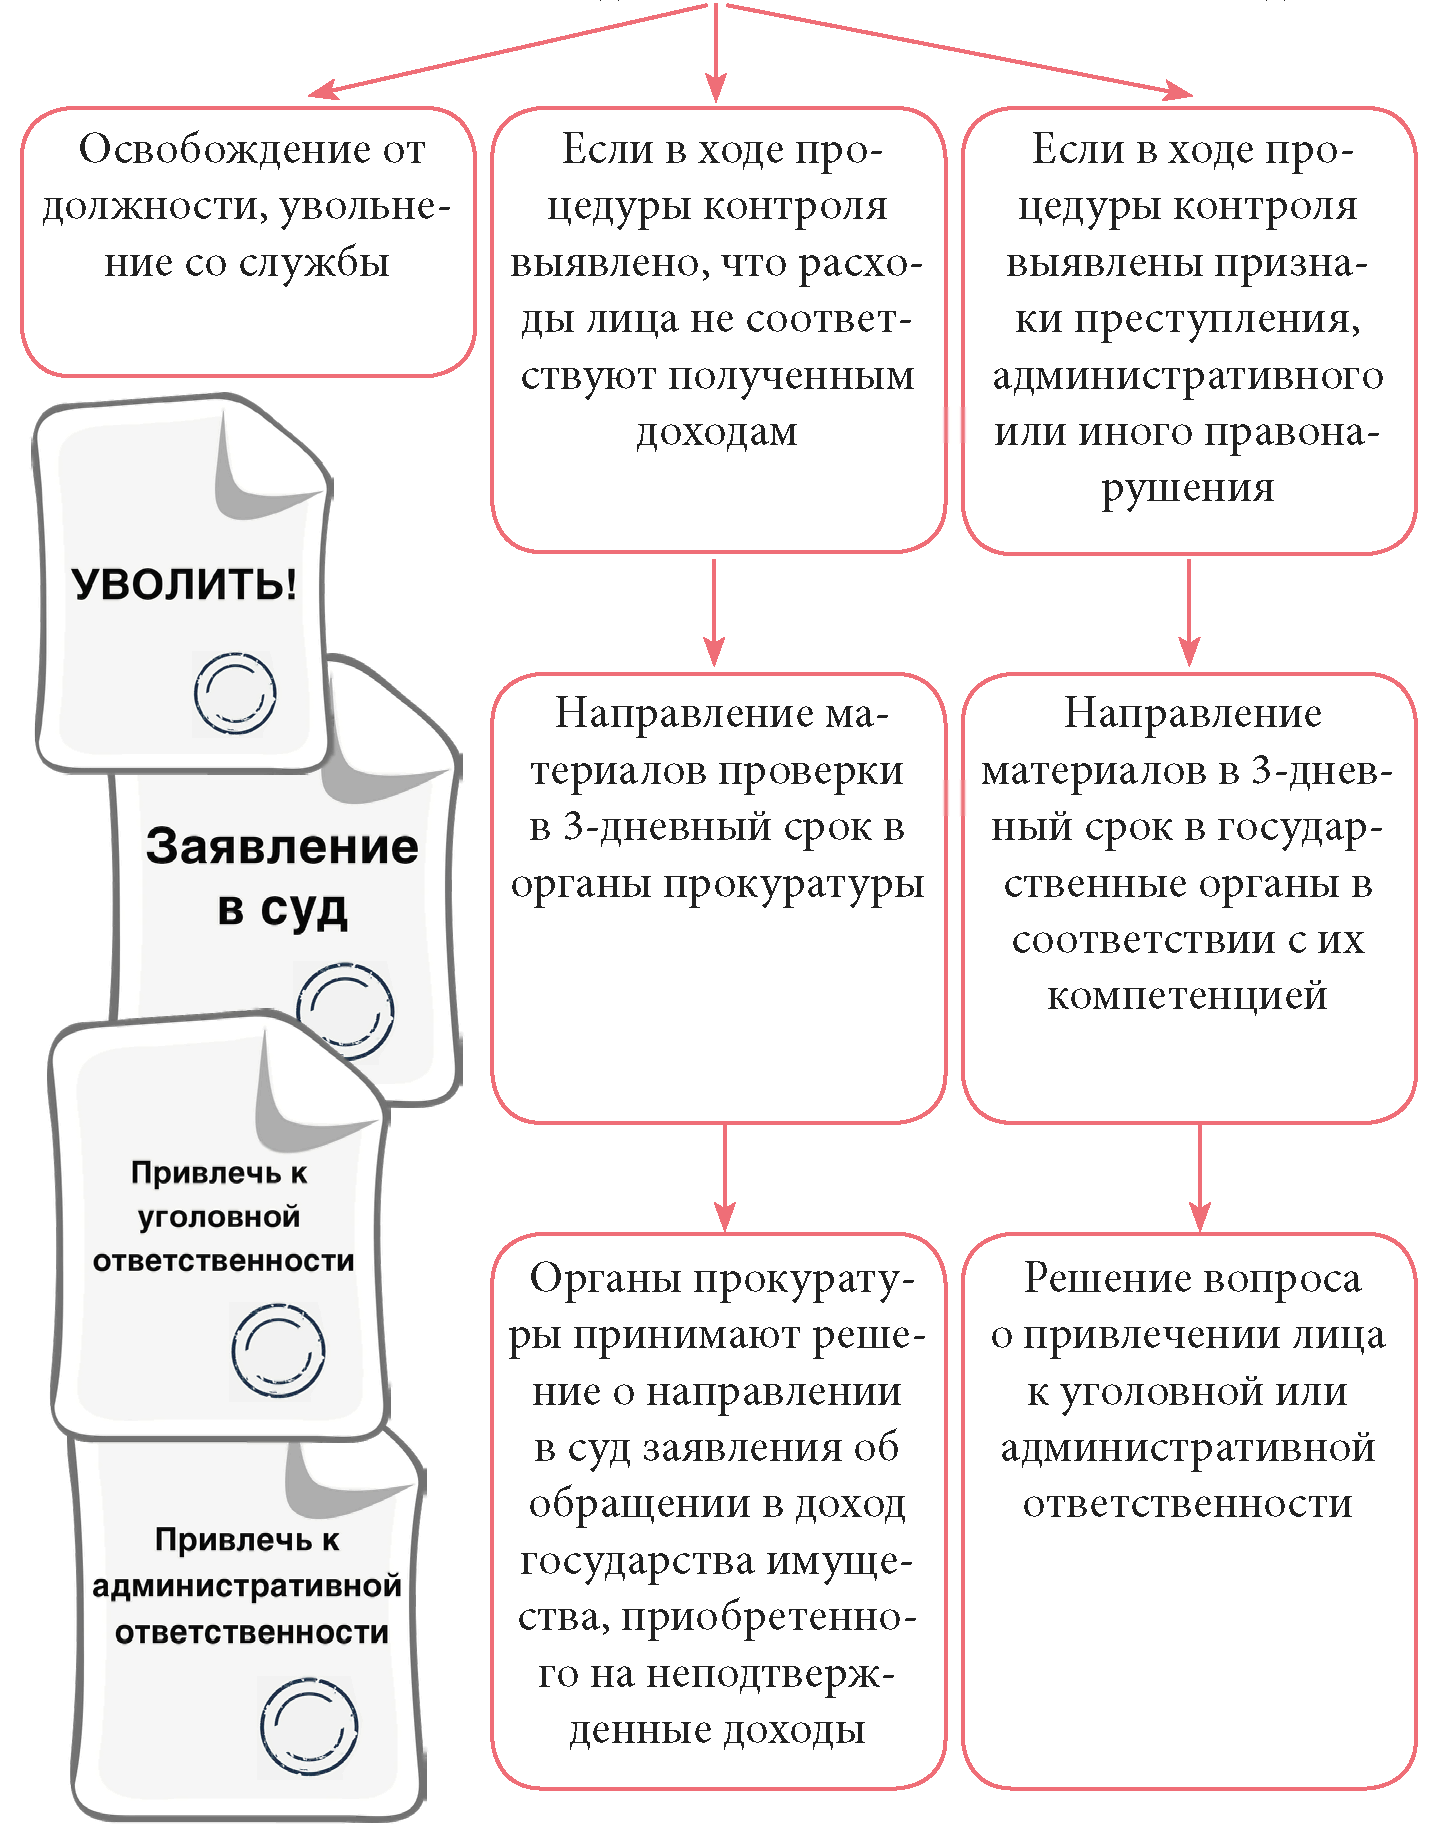 Освобождение от
должности, увольне-
ние со службы
Если в ходе про-
цедуры контроля
выявлено, что расхо-
ды лица не соответ-
ствуют полученным
доходам
Если в ходе про-
цедуры контроля
выявлены призна-
ки преступления,
административного
или иного правона-
рушения
УВОЛИТЬ!
Заявление
в суд
Привлечь к
уголовной
ответственности
Привлечь к
административной
ответственности
Направление ма-
териалов проверки
в 3-дневный срок в
органы прокуратуры
Направление
материалов в 3-днев-
ный срок в государ-
ственные органы в
соответствии с их
компетенцией
Органы прокурату-
ры принимают реше-
ние о направлении
в суд заявления об
обращении в доход
государства имуще-
ства, приобретенно-
го на неподтверж-
денные доходы
Решение вопроса
о привлечении лица
к уголовной или
административной
ответственности